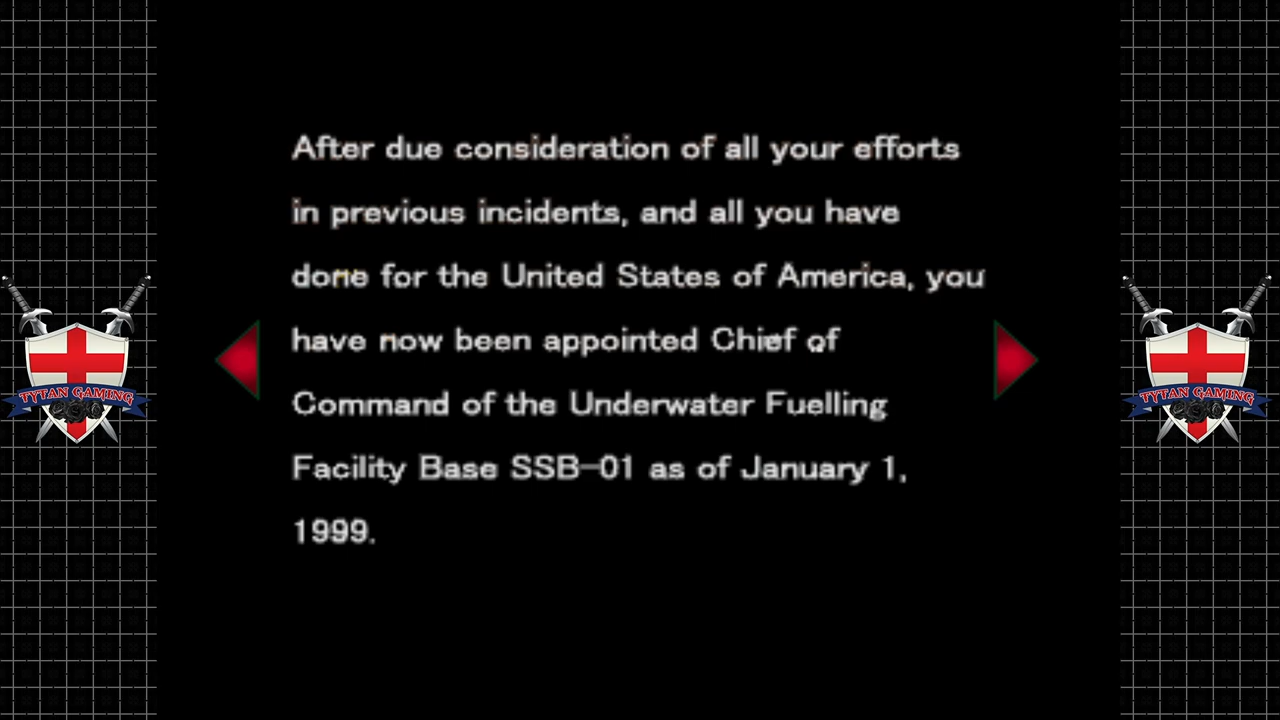 After due consideration of all your efforts
in previous incidents, and all you have
done for the United States of America, you
have now been appointed Chief of
Command of the Underwater Fuelling
Facility Base SSB-01 as of January 1,
1999.
TYTAN GAMING
TYTAN GAMING